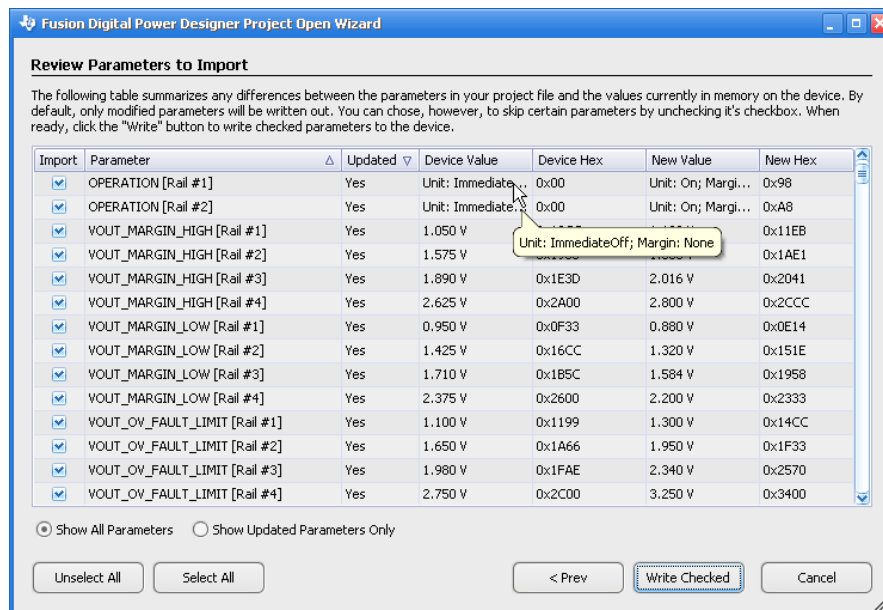 Fusion Digital Power Designer Project Open Wizard
Review Parameters to Import
The following table summarizes any differences between the parameters in your project file and the values currently in memory on the device. By
default, only modified parameters will be written out. You can chose, however, to skip certain parameters by unchecking it's checkbox. When
ready, click the "Write" button to write checked parameters to the device.
Import Parameter Updated Device Value Device Hex New Value New Hex
OPERATION [Rail #1] Yes Unit: Immediate... 0x00 Unit: On; Margi... 0x98
OPERATION [Rail #2] Yes Unit: Immediate... 0x00 Unit: On; Margi... 0xA8
Unit: ImmediateOff; Margin: None
VOUT_MARGIN_HIGH [Rail #1] Yes 1.050 V 0x11EB
VOUT_MARGIN_HIGH [Rail #2] Yes 1.575 V 0x1AE1
VOUT_MARGIN_HIGH [Rail #3] Yes 1.890 V 0x1E3D 2.016 V 0x2041
VOUT_MARGIN_HIGH [Rail #4] Yes 2.625 V 0x2A00 2.800 V 0x2CCC
VOUT_MARGIN_LOW [Rail #1] Yes 0.950 V 0x0F33 0.880 V 0x0E14
VOUT_MARGIN_LOW [Rail #2] Yes 1.425 V 0x16CC 1.320 V 0x151E
VOUT_MARGIN_LOW [Rail #3] Yes 1.710 V 0x1B5C 1.584 V 0x1958
VOUT_MARGIN_LOW [Rail #4] Yes 2.375 V 0x2600 2.200 V 0x2333
VOUT_OV_FAULT_LIMIT [Rail #1] Yes 1.100 V 0x1199 1.300 V 0x14CC
VOUT_OV_FAULT_LIMIT [Rail #2] Yes 1.650 V 0x1A66 1.950 V 0x1F33
VOUT_OV_FAULT_LIMIT [Rail #3] Yes 1.980 V 0x1FAE 2.340 V 0x2570
VOUT_OV_FAULT_LIMIT [Rail #4] Yes 2.750 V 0x2C00 3.250 V 0x3400
Show All Parameters Show Updated Parameters Only
Unselect All Select All < Prev Write Checked Cancel